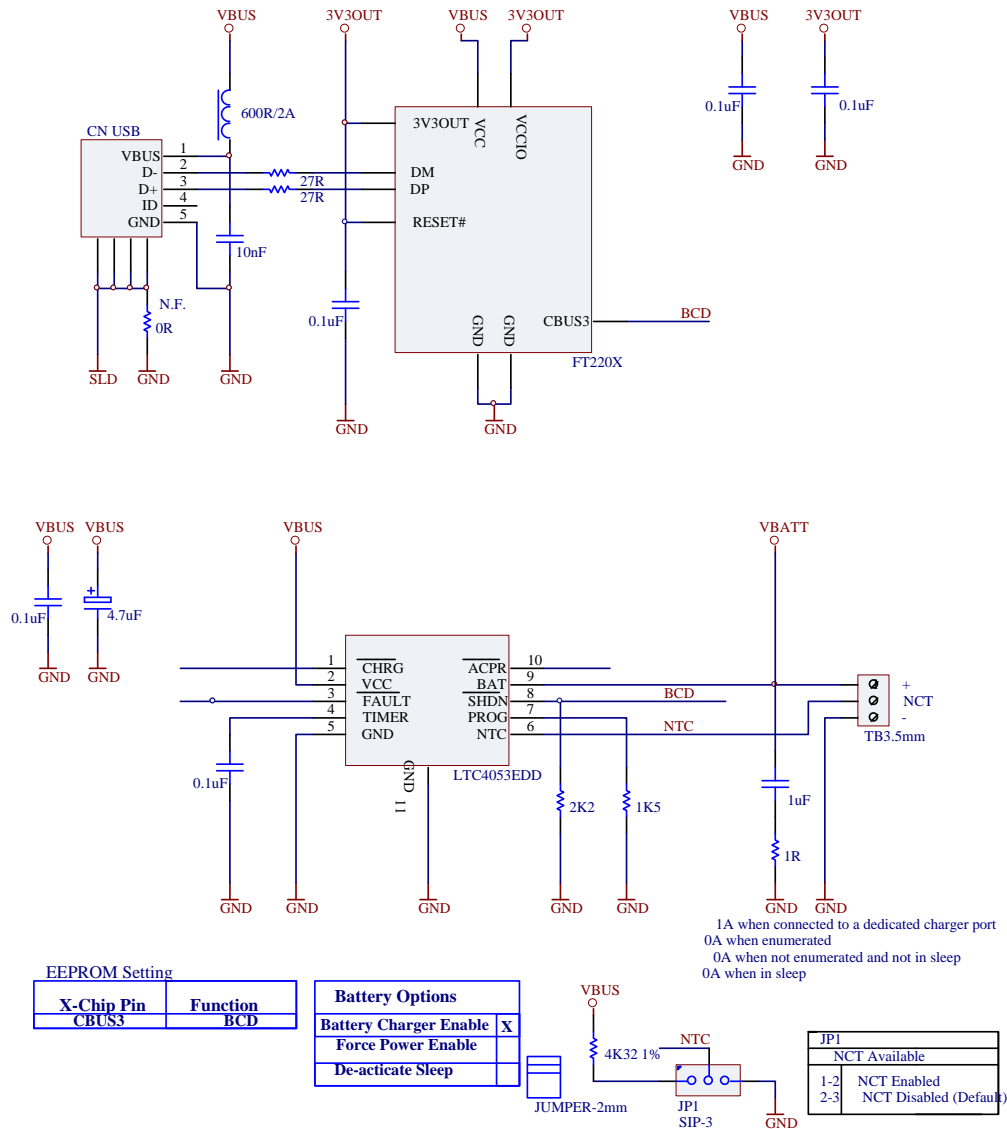 VBUS
3V3OUT
VBUS
3V3OUT
VBUS
3V3OUT
600R/2A
0.1uF
0.1uF
CN USB
3V3OUT
VCC
VCCIO
VBUS
1
D-
2
D+
3
ID
4
GND
5
27R
27R
DM
DP
RESET#
GND
GND
10nF
N.F.
0R
0.1uF
GND
GND
CBUS3
BCD
FT220X
SLD
GND
GND
GND
GND
VBUS
VBUS
VBUS
VBATT
0.1uF
4.7uF
GND
GND
1
CHRG
ACPR
10
2
VCC
BAT
9
3
FAULT
SHDN
8
BCD
4
TIMER
PROG
7
5
GND
NTC
6
NTC
+
NCT
-
TB3.5mm
GND
11
LTC4053EDD
0.1uF
2K2
1K5
1uF
1R
GND
GND
GND
GND
GND
GND
GND
1A when connected to a dedicated charger port
0A when enumerated
0A when not enumerated and not in sleep
0A when in sleep
EEPROM Setting
X-Chip Pin Function
CBUS3 BCD
Battery Options
Battery Charger Enable X
Force Power Enable
De-acticate Sleep
JUMPER-2mm
VBUS
4K32 1%
NTC
JP1
SIP-3
GND
JP1
NCT Available
1-2 NCT Enabled
2-3 NCT Disabled (Default)